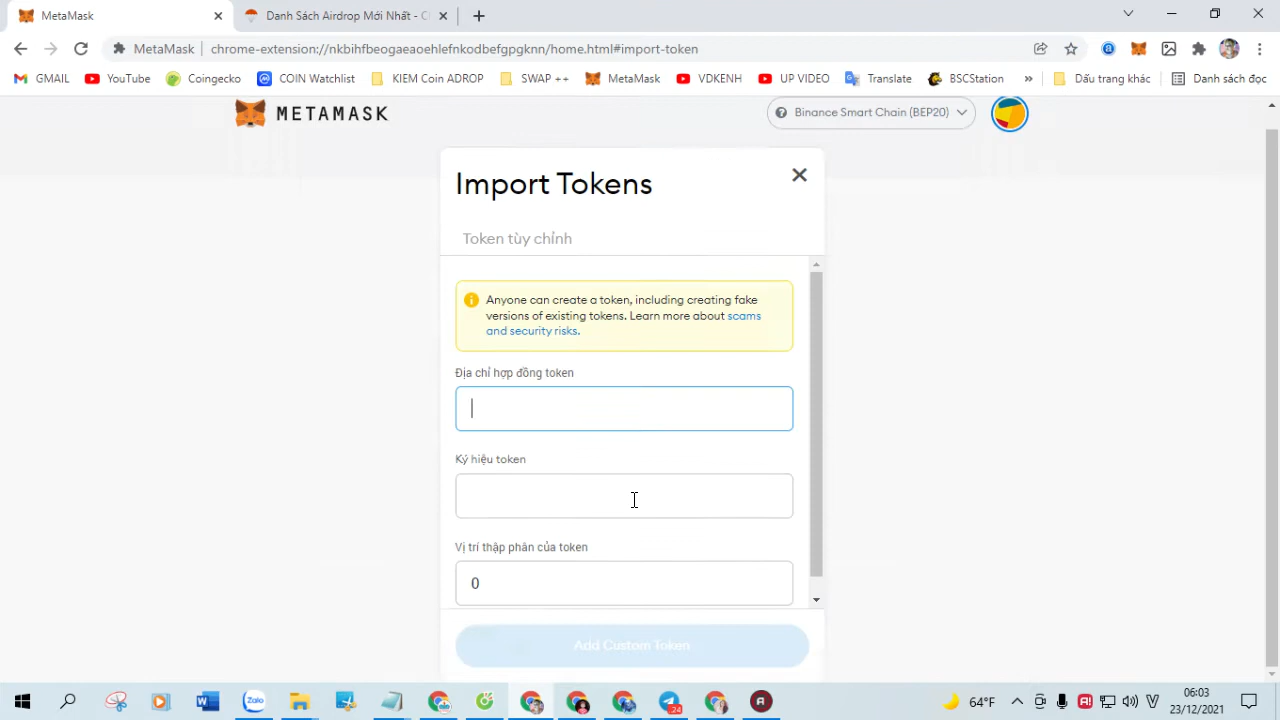 MetaMask
Danh Sách Airdrop Mới Nhất - C
MetaMask
chrome-extension://nkbihfbeogaeaoehlefnkodbefgpgknn/home.html#import-token
GMAIL
YouTube
Coingecko
COIN Watchlist
KIEM Coin ADROP
SWAP ++
MetaMask
VDKENH
UP VIDEO
Translate
BSCStation
»
Dấu trang khác
Danh sách đọc
METAMASK
Binance Smart Chain (BEP20)
Import Tokens
Token tùy chỉnh
Anyone can create a token, including creating fake
versions of existing tokens. Learn more about scams
and security risks.
Địa chỉ hợp đồng token
Ký hiệu token
Vị trí thập phân của token
0
Add Custom Token
Zalo
24
64°F
06:03
23/12/2021